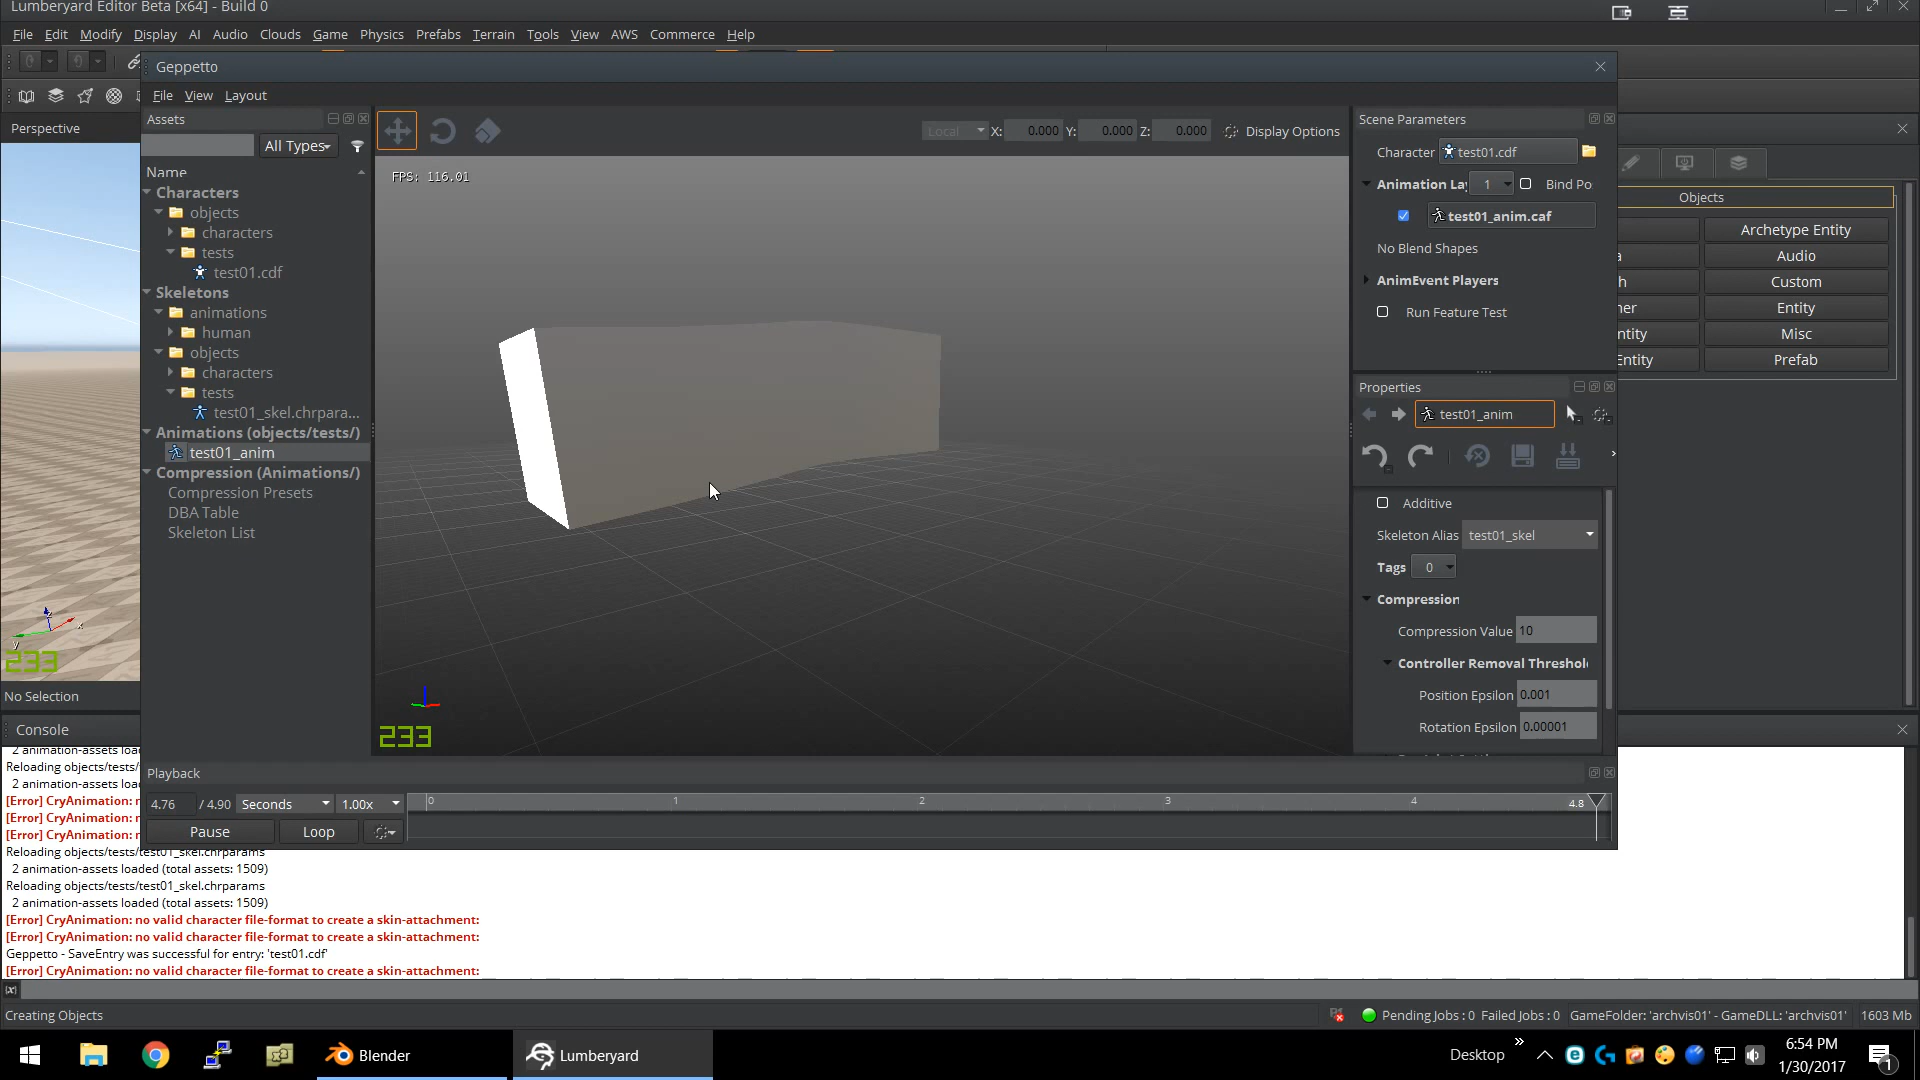 Lumberyard Editor Beta [x64] - Build 0
File Edit Modify Display AI Audio Clouds Game Physics Prefabs Terrain Tools View AWS Commerce Help
Geppetto
File View Layout
Perspective
Assets
All Types
Name
Characters
objects
characters
tests
test01.cdf
Skeletons
animations
human
objects
characters
tests
test01_skel.chrpara...
Animations (objects/tests/)
test01_anim
Compression (Animations/)
Compression Presets
DBA Table
Skeleton List
Local X: 0.000 Y: 0.000 Z: 0.000 Display Options
FPS: 116.01
233
x
y
233
No Selection
Scene Parameters
Character test01.cdf
Animation Lay 1 Bind Po
test01_anim.caf
No Blend Shapes
AnimEvent Players
Run Feature Test
Properties
test01_anim
Additive
Skeleton Alias test01_skel
Tags 0
Compression
Compression Value 10
Controller Removal Threshol
Position Epsilon 0.001
Rotation Epsilon 0.00001
Objects
Archetype Entity
Audio
Custom
Entity
Misc
Prefab
Playback
4.76 / 4.90 Seconds 1.00x 0 1 2 3 4 4.8
Pause Loop
Console
2 animation-assets loa
Reloading objects/tests/
2 animation-assets loa
[Error] CryAnimation: n
[Error] CryAnimation: n
[Error] CryAnimation: n
Reloading objects/tests/test01_skel.chrparams
2 animation-assets loaded (total assets: 1509)
Reloading objects/tests/test01_skel.chrparams
2 animation-assets loaded (total assets: 1509)
[Error] CryAnimation: no valid character file-format to create a skin-attachment:
[Error] CryAnimation: no valid character file-format to create a skin-attachment:
Geppetto - SaveEntry was successful for entry: 'test01.cdf'
[Error] CryAnimation: no valid character file-format to create a skin-attachment:
Creating Objects
Pending Jobs : 0 Failed Jobs : 0 GameFolder: 'archvis01' - GameDLL: 'archvis01' 1603 Mb
Blender
Lumberyard
Desktop
6:54 PM
1/30/2017
1